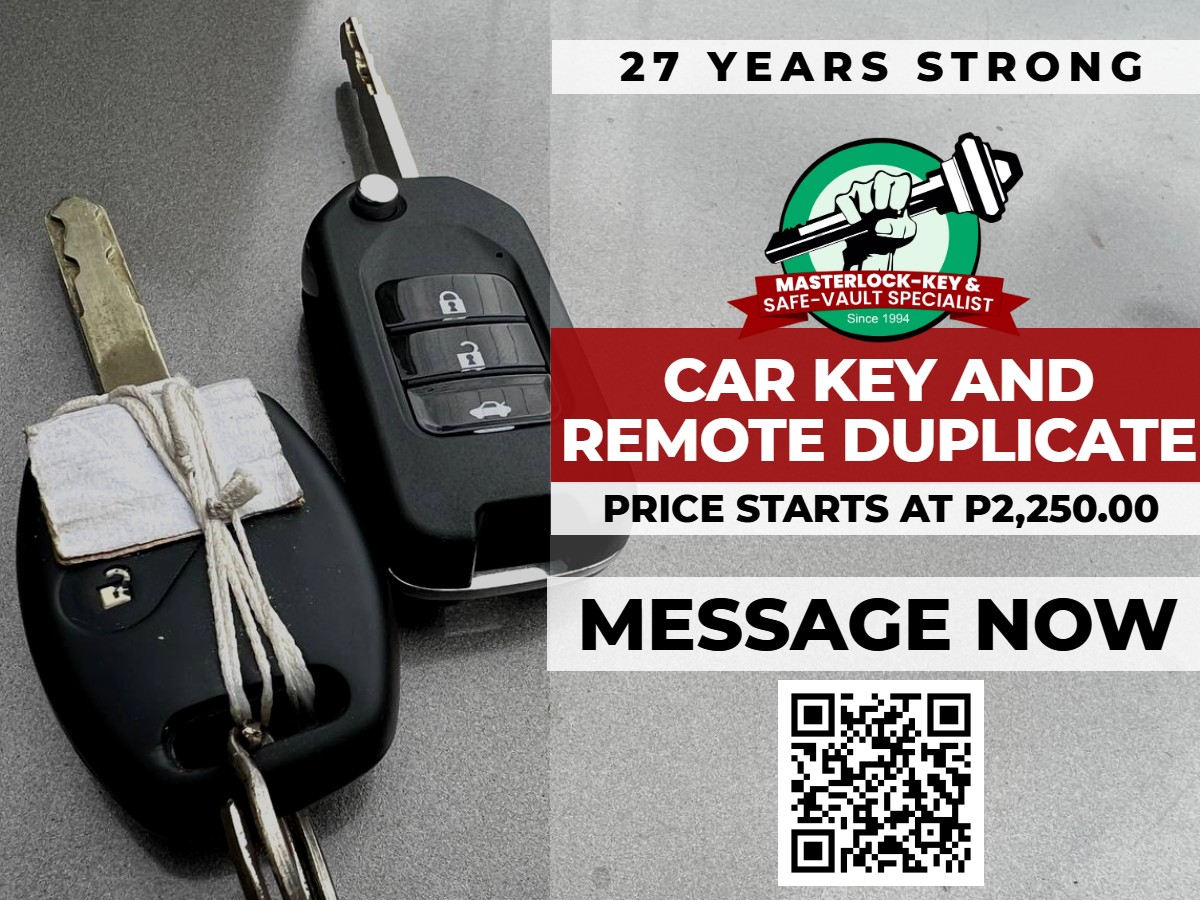 27 YEARS STRONG
MASTERLOCK-KEY &
SAFE-VAULT SPECIALIST
Since 1994
CAR KEY AND
REMOTE DUPLICATE
PRICE STARTS AT P2,250.00
MESSAGE NOW